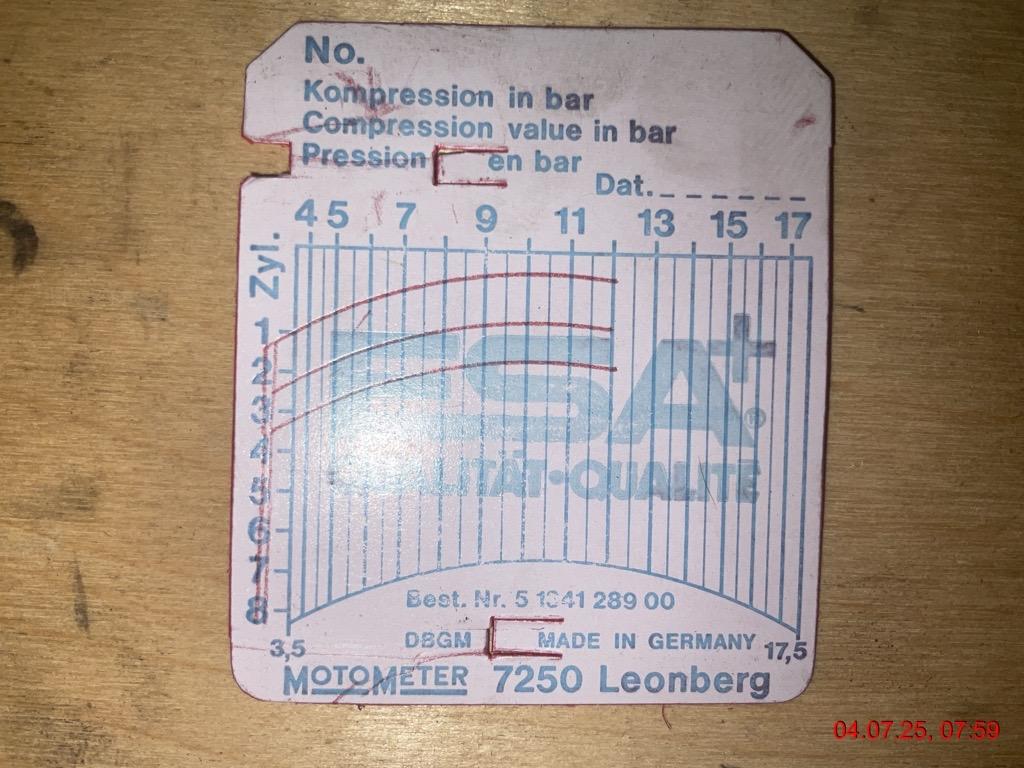 No.
Kompression in bar
Compression value in bar
Pression en bar
Dat.
4 5 7 9 11 13 15 17
Zyl.
1
2
3
4
5
6
7
8
ESA+®
QUALITÄT·QUALITÉ
Best. Nr. 5 1341 289 00
DBGM MADE IN GERMANY
3,5 17,5
MOTOMETER 7250 Leonberg
04.07.25, 07:59